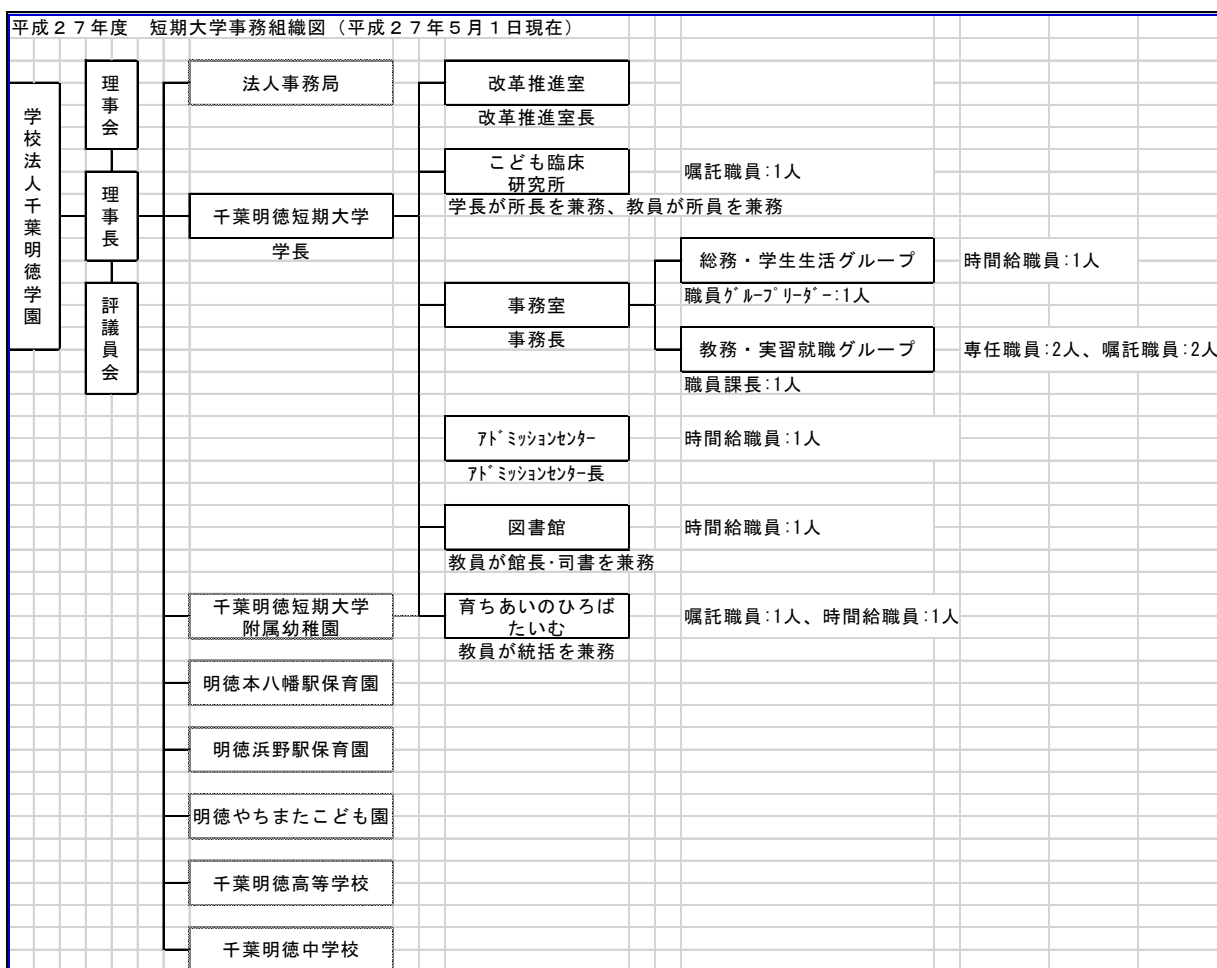 平成２７年度　短期大学事務組織図（平成２７年５月１日現在）
学校法人千葉明徳学園
理事会
理事長
評議員会
法人事務局
千葉明徳短期大学
学長
千葉明徳短期大学
附属幼稚園
明徳本八幡駅保育園
明徳浜野駅保育園
明徳やちまたこども園
千葉明徳高等学校
千葉明徳中学校
改革推進室
改革推進室長
こども臨床
研究所
嘱託職員:1人
学長が所長を兼務、教員が所員を兼務
事務室
事務長
総務・学生生活グループ
時間給職員:1人
職員ｸﾞﾙｰﾌﾟﾘｰﾀﾞｰ:1人
教務・実習就職グループ
専任職員:2人、嘱託職員:2人
職員課長:1人
ｱﾄﾞﾐｯｼｮﾝｾﾝﾀｰ
時間給職員:1人
ｱﾄﾞﾐｯｼｮﾝｾﾝﾀｰ長
図書館
時間給職員:1人
教員が館長･司書を兼務
育ちあいのひろば
たいむ
嘱託職員:1人、時間給職員:1人
教員が統括を兼務